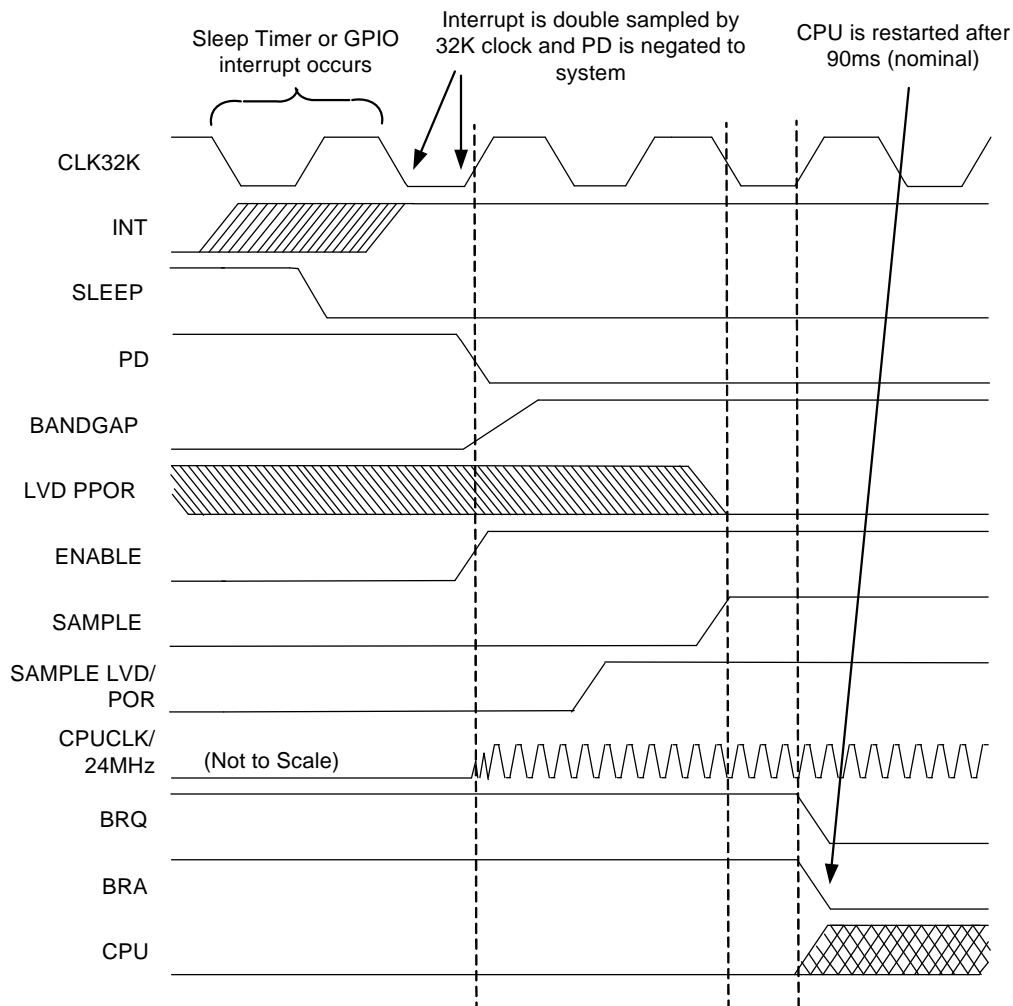 Sleep Timer or GPIO
interrupt occurs
Interrupt is double sampled by
32K clock and PD is negated to
system
CPU is restarted after
90ms (nominal)
CLK32K
INT
SLEEP
PD
BANDGAP
LVD PPOR
ENABLE
SAMPLE
SAMPLE LVD/
POR
CPUCLK/
24MHz
(Not to Scale)
BRQ
BRA
CPU